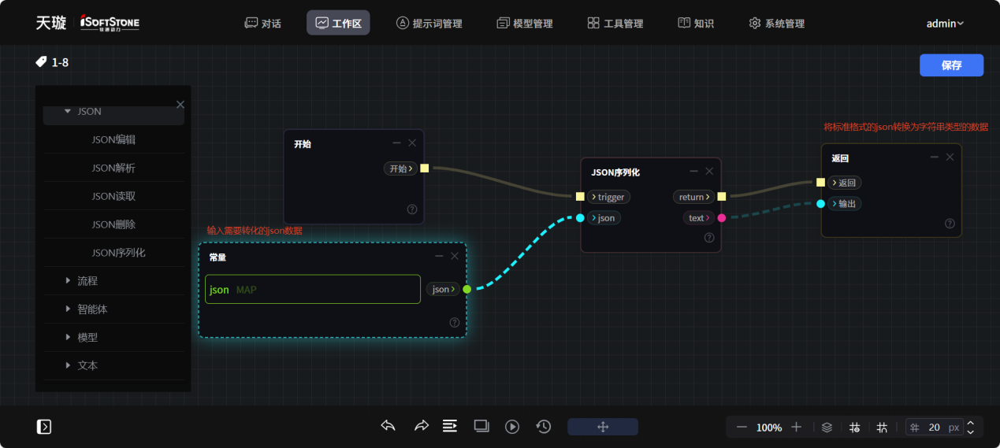 天璇 iSOFTSTONE 软通动力
对话 工作区 提示词管理 模型管理 工具管理 知识 系统管理 admin
1-8
保存
JSON
JSON编辑
JSON解析
JSON读取
JSON删除
JSON序列化
流程
智能体
模型
文本
开始
开始
输入需要转化的json数据
常量
json MAP
json
JSON序列化
trigger return
json text
将标准格式的json转换为字符串类型的数据
返回
返回
输出
100% 20 px